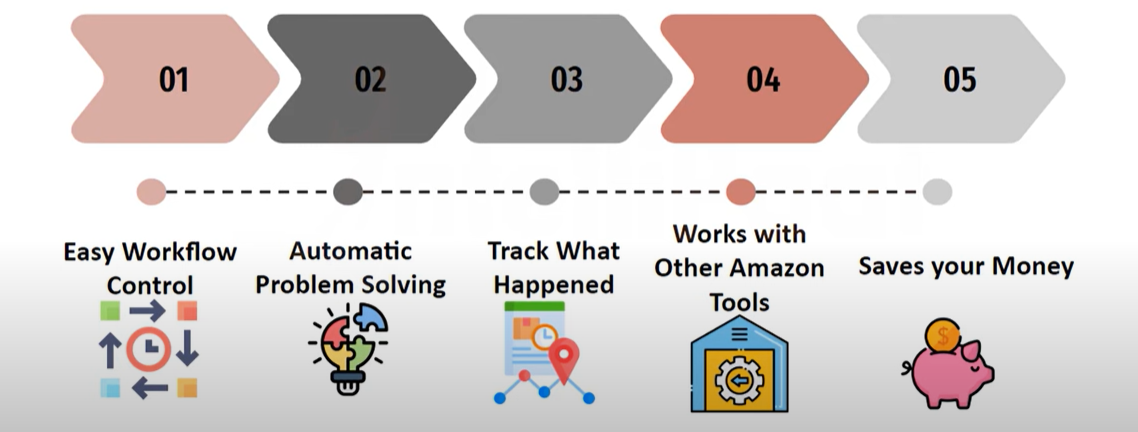 01
02
03
04
05
Easy Workflow
Control
Automatic
Problem Solving
Track What
Happened
Works with
Other Amazon
Tools
Saves your Money
$